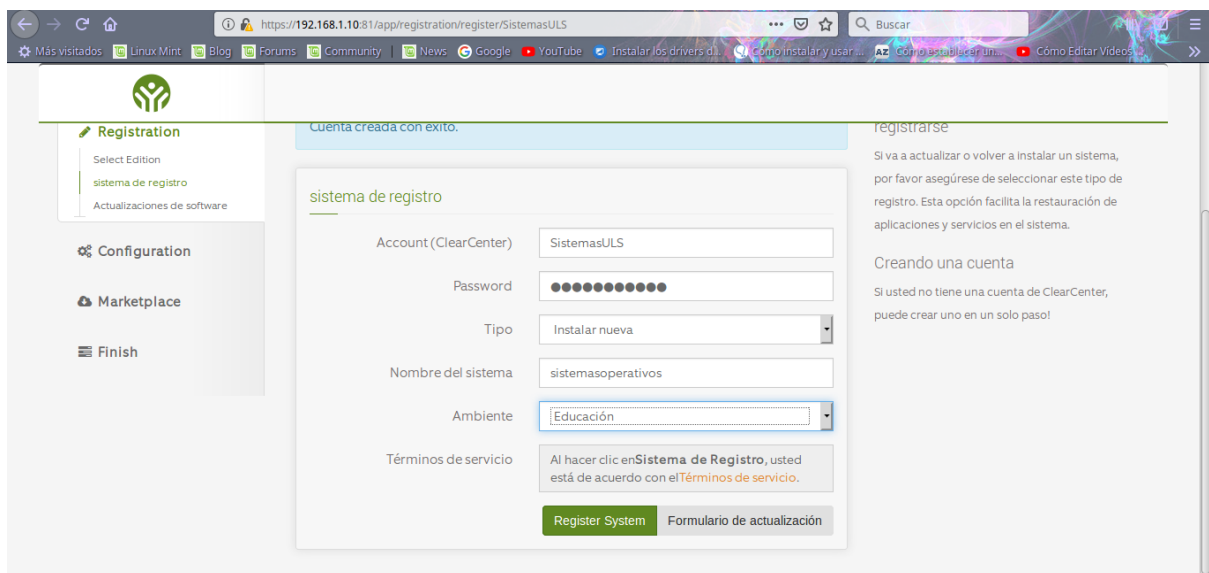 https://192.168.1.10:81/app/registration/register/SistemasULS
Buscar
Más visitados Linux Mint Blog Forums Community News Google YouTube Instalar los drivers d... Cómo instalar y usar ... Cómo establecer un... Cómo Editar Vídeos
Registration
Select Edition
sistema de registro
Actualizaciones de software
Configuration
Marketplace
Finish
Cuenta creada con éxito.
sistema de registro
Account (ClearCenter) SistemasULS
Password ●●●●●●●●●●●
Tipo Instalar nueva
Nombre del sistema sistemasoperativos
Ambiente Educación
Términos de servicio Al hacer clic enSistema de Registro, usted
está de acuerdo con elTérminos de servicio.
Register System Formulario de actualización
registrarse
Si va a actualizar o volver a instalar un sistema,
por favor asegúrese de seleccionar este tipo de
registro. Esta opción facilita la restauración de
aplicaciones y servicios en el sistema.
Creando una cuenta
Si usted no tiene una cuenta de ClearCenter,
puede crear uno en un solo paso!